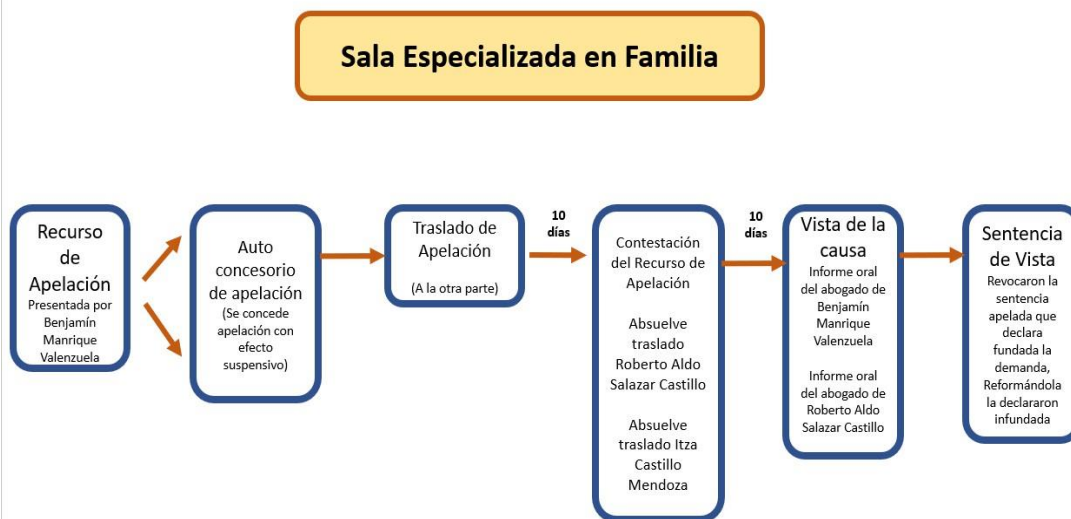 Sala Especializada en Familia
Recurso
de
Apelación
Presentada por
Benjamín
Manrique
Valenzuela
Auto
concesorio
de apelación
(Se concede
apelación con
efecto
suspensivo)
Traslado de
Apelación
(A la otra parte)
10
días
Contestación
del Recurso de
Apelación
Absuelve
traslado
Roberto Aldo
Salazar Castillo
Absuelve
traslado Itza
Castillo
Mendoza
10
días
Vista de la
causa
Informe oral
del abogado de
Benjamín
Manrique
Valenzuela
Informe oral
del abogado de
Roberto Aldo
Salazar Castillo
Sentencia
de Vista
Revocaron la
sentencia
apelada que
declara
fundada la
demanda,
Reformándola
la declararon
infundada